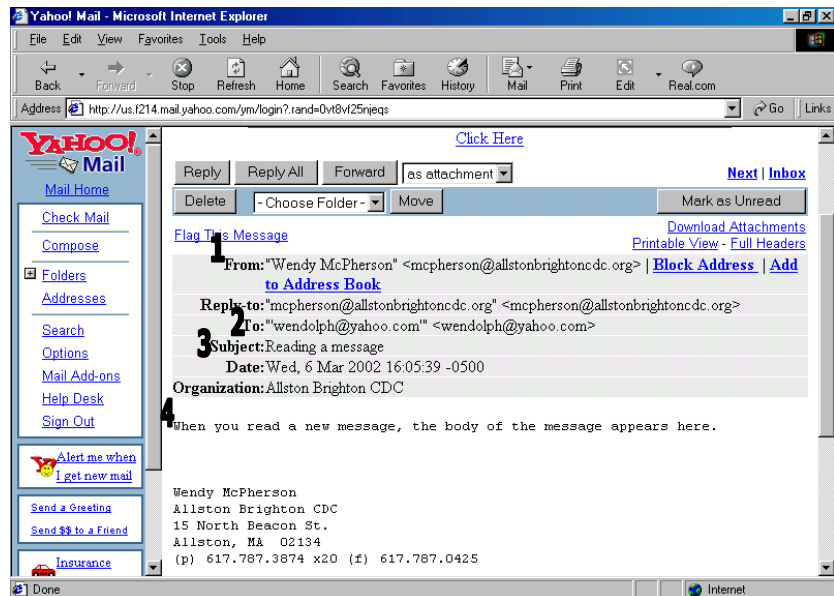 Yahoo! Mail - Microsoft Internet Explorer
File Edit View Favorites Tools Help
Back Forward Stop Refresh Home Search Favorites History Mail Print Edit Real.com
Address http://us.f214.mail.yahoo.com/ym/login?.rand=0vt8vf25njeqs Go Links
YAHOO! Mail
Mail Home
Check Mail
Compose
Folders
Addresses
Search
Options
Mail Add-ons
Help Desk
Sign Out
Alert me when
I get new mail
Send a Greeting
Send $$ to a Friend
Insurance
Click Here
Reply Reply All Forward as attachment Next | Inbox
Delete - Choose Folder - Move Mark as Unread
Flag This Message Download Attachments
Printable View - Full Headers
1
From: "Wendy McPherson" <mcpherson@allstonbrightoncdc.org> | Block Address | Add
to Address Book
Reply-to: "mcpherson@allstonbrightoncdc.org" <mcpherson@allstonbrightoncdc.org>
2
To: "'wendolph@yahoo.com'" <wendolph@yahoo.com>
3
Subject: Reading a message
Date: Wed, 6 Mar 2002 16:05:39 -0500
Organization: Allston Brighton CDC
4
When you read a new message, the body of the message appears here.
Wendy McPherson
Allston Brighton CDC
15 North Beacon St.
Allston, MA 02134
(p) 617.787.3874 x20 (f) 617.787.0425
Done Internet